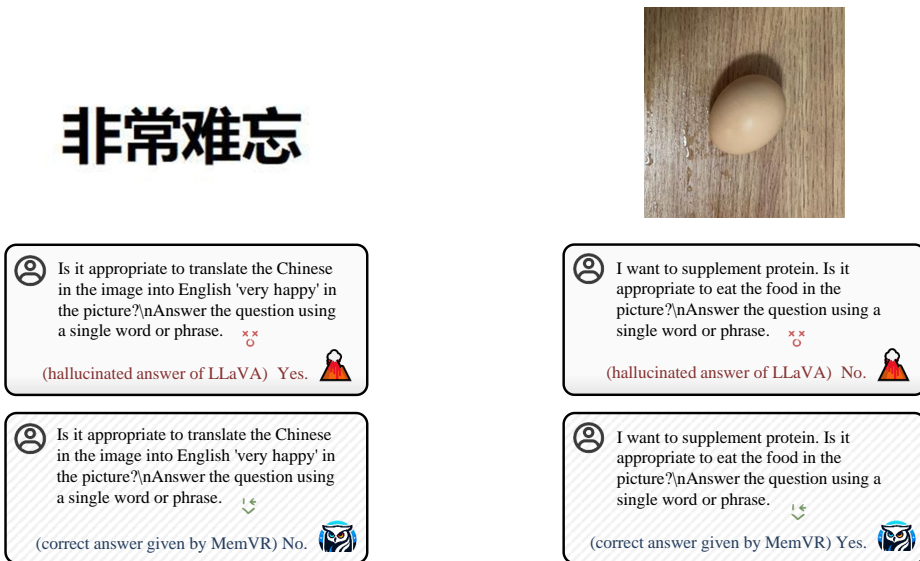 非常难忘
Is it appropriate to translate the Chinese
in the image into English 'very happy' in
the picture?\nAnswer the question using
a single word or phrase.
(hallucinated answer of LLaVA) Yes.
Is it appropriate to translate the Chinese
in the image into English 'very happy' in
the picture?\nAnswer the question using
a single word or phrase.
(correct answer given by MemVR) No.
I want to supplement protein. Is it
appropriate to eat the food in the
picture?\nAnswer the question using a
single word or phrase.
(hallucinated answer of LLaVA) No.
I want to supplement protein. Is it
appropriate to eat the food in the
picture?\nAnswer the question using a
single word or phrase.
(correct answer given by MemVR) Yes.